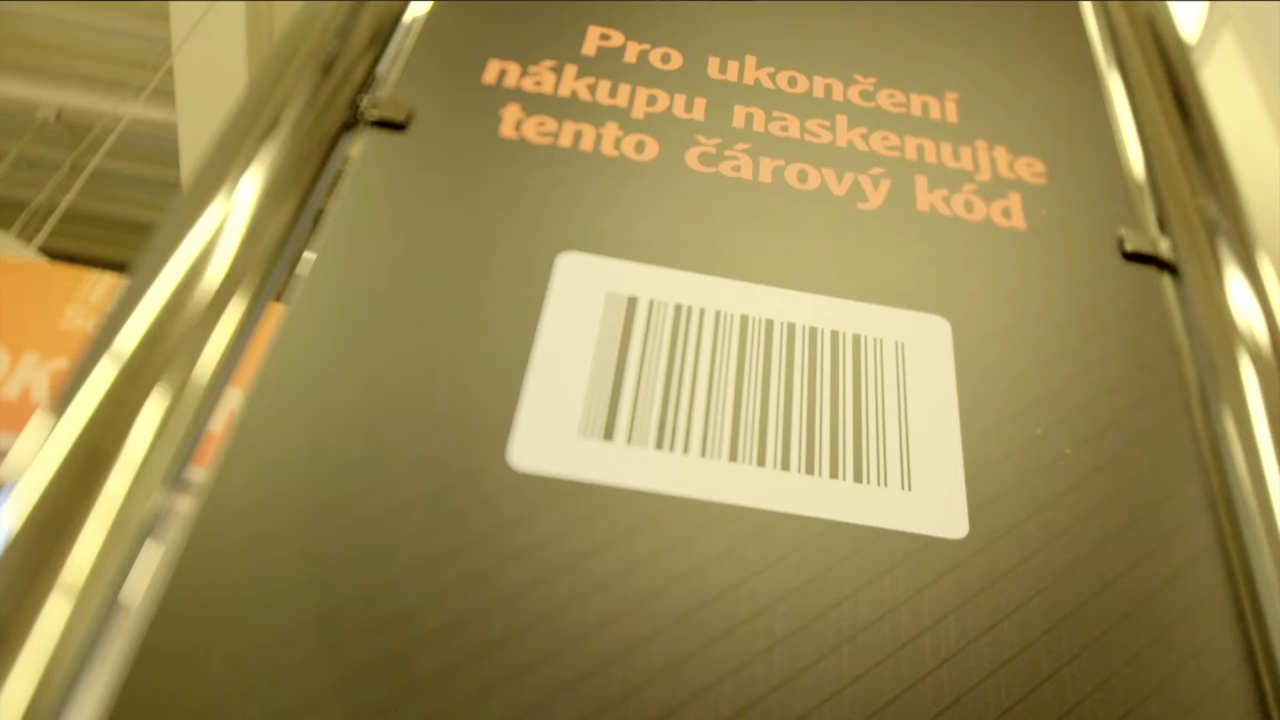 Pro ukončení
nákupu naskenujte
tento čárový kód